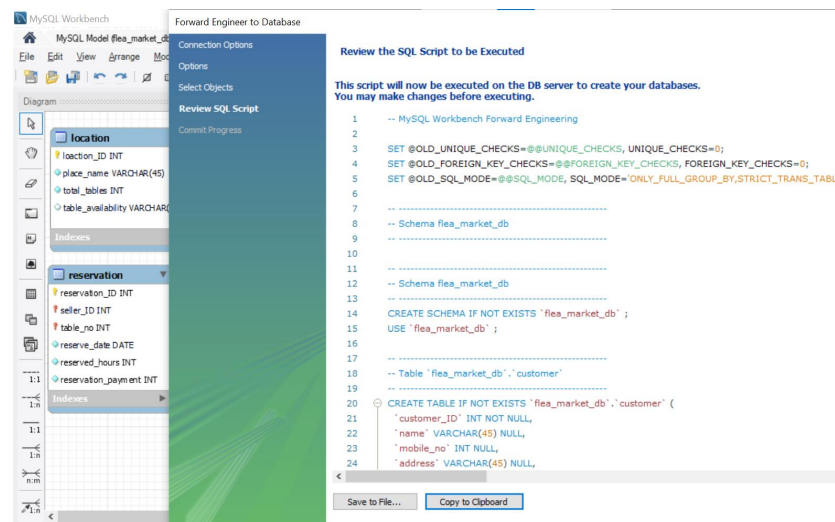 MySQL Workbench
MySQL Model (flea_market_db
File Edit View Arrange
Diagram
location
loaction_ID INT
place_name VARCHAR(45)
total_tables INT
table_availability VARCHAR(
Indexes
reservation
reservation_ID INT
seller_ID INT
table_no INT
reserve_date DATE
reserved_hours INT
reservation_payment INT
Indexes
1:1
1:n
1:1
1:n
n:m
1:n
Forward Engineer to Database
Connection Options
Options
Select Objects
Review SQL Script
Commit Progress
Review the SQL Script to be Executed
This script will now be executed on the DB server to create your databases.
You may make changes before executing.
1 -- MySQL Workbench Forward Engineering
2
3 SET @OLD_UNIQUE_CHECKS=@@UNIQUE_CHECKS, UNIQUE_CHECKS=0;
4 SET @OLD_FOREIGN_KEY_CHECKS=@@FOREIGN_KEY_CHECKS, FOREIGN_KEY_CHECKS=0;
5 SET @OLD_SQL_MODE=@@SQL_MODE, SQL_MODE='ONLY_FULL_GROUP_BY,STRICT_TRANS_TABL
6
7 -- -----------------------------------------------------
8 -- Schema flea_market_db
9 -- -----------------------------------------------------
10
11 -- -----------------------------------------------------
12 -- Schema flea_market_db
13 -- -----------------------------------------------------
14 CREATE SCHEMA IF NOT EXISTS `flea_market_db` ;
15 USE `flea_market_db` ;
16
17 -- -----------------------------------------------------
18 -- Table `flea_market_db`.`customer`
19 -- -----------------------------------------------------
20 CREATE TABLE IF NOT EXISTS `flea_market_db`.`customer` (
21 `customer_ID` INT NOT NULL,
22 `name` VARCHAR(45) NULL,
23 `mobile_no` INT NULL,
24 `address` VARCHAR(45) NULL,
Save to File...
Copy to Clipboard